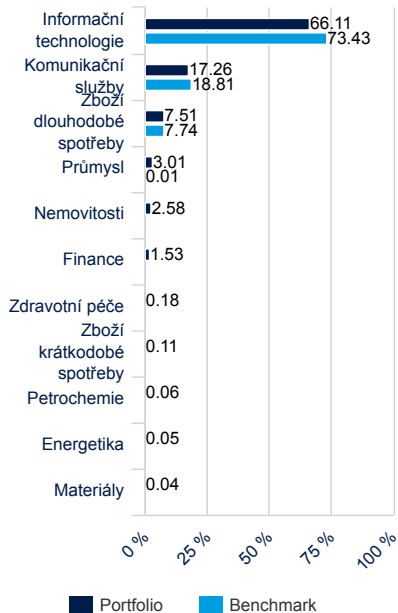 Informační
technologie
66.11
73.43
Komunikační
služby
17.26
18.81
Zboží
dlouhodobé
spotřeby
7.51
7.74
Průmysl
3.01
0.01
Nemovitosti
2.58
Finance
1.53
Zdravotní péče
0.18
Zboží
krátkodobé
spotřeby
0.11
Petrochemie
0.06
Energetika
0.05
Materiály
0.04
0 %
25 %
50 %
75 %
100 %
Portfolio
Benchmark